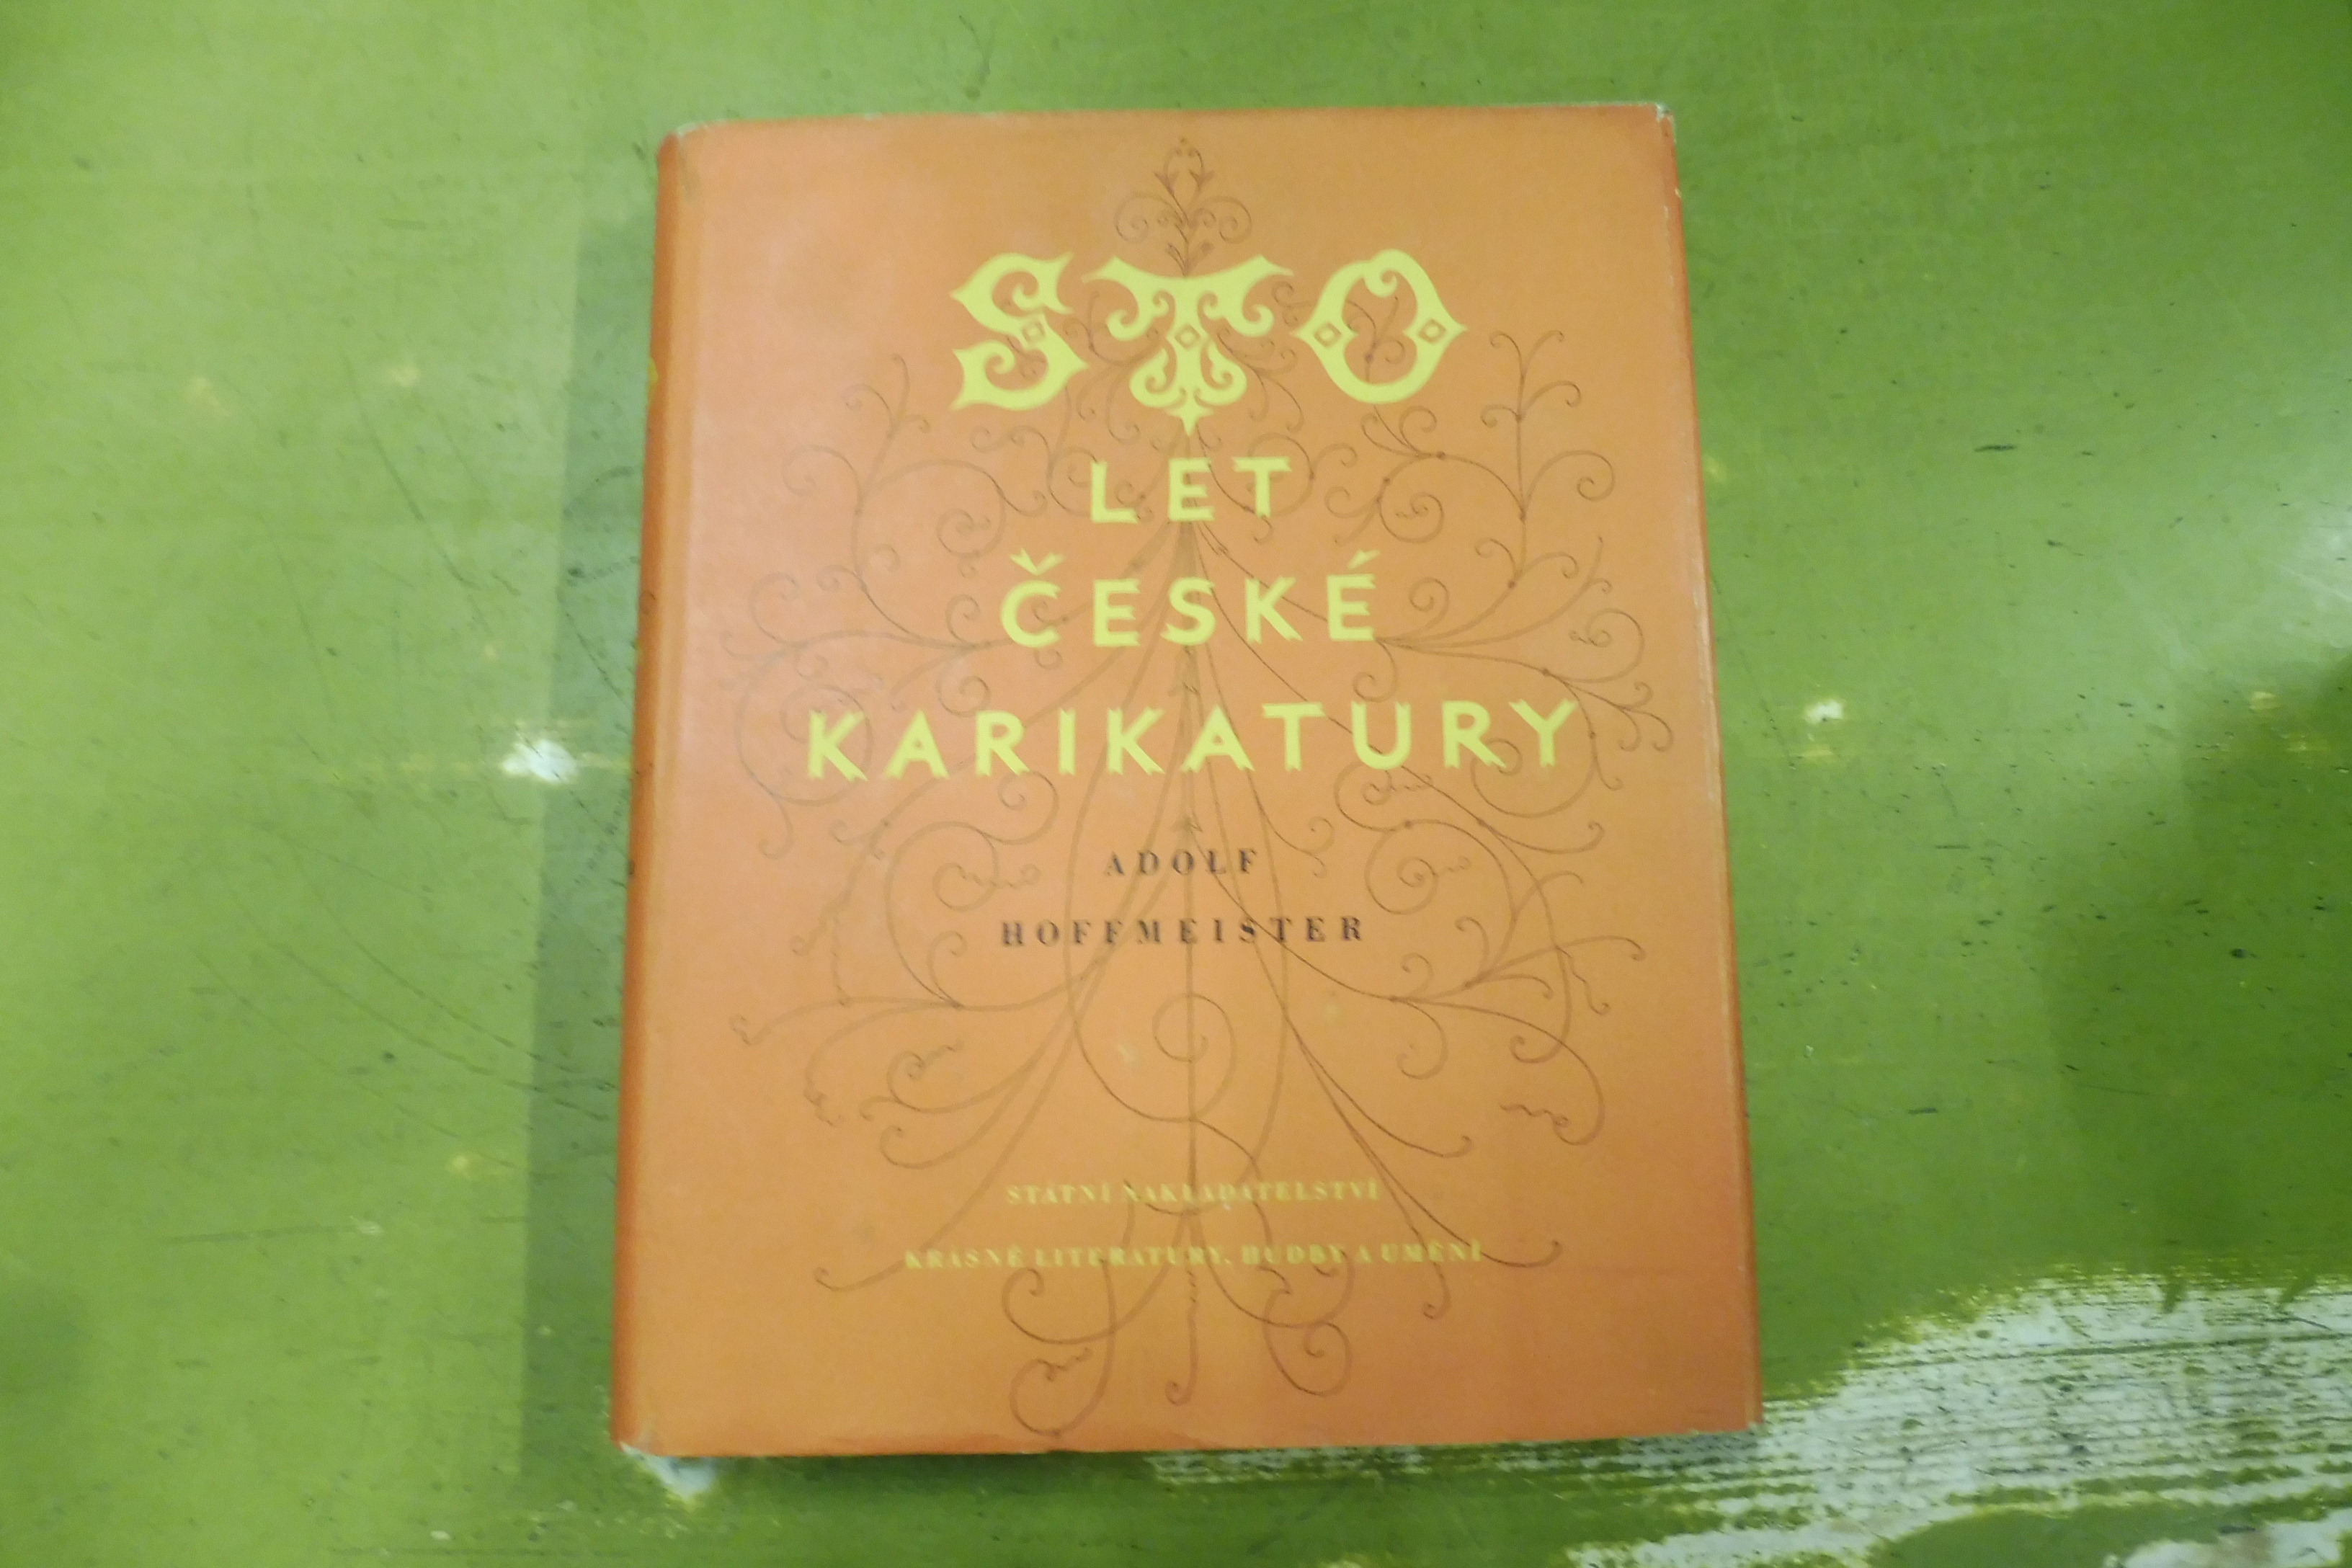 STO
LET
ČESKÉ
KARIKATURY
ADOLF
HOFFMEISTER
STÁTNÍ NAKLADATELSTVÍ
KRÁSNÉ LITERATURY, HUDBY A UMĚNÍ